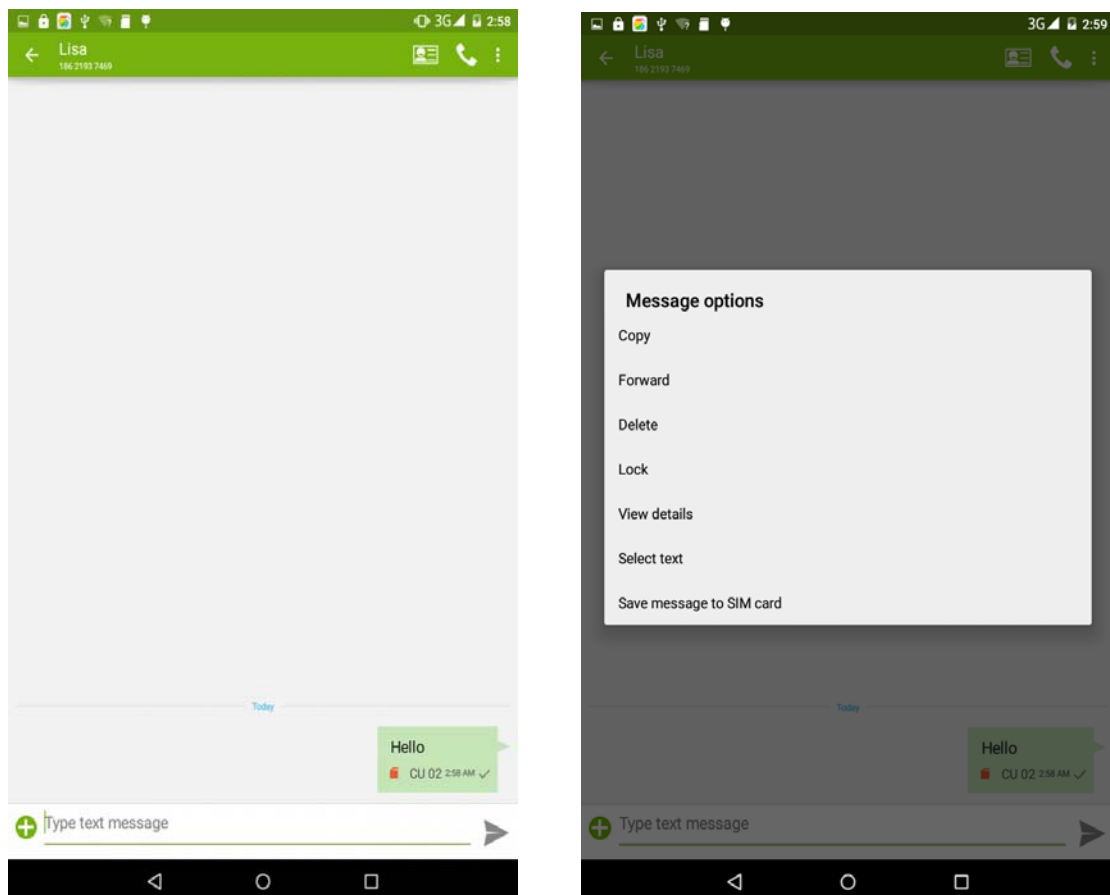 3G 2:58
Lisa
186 2193 7469
Today
Hello
CU 02 2:58 AM
Type text message
3G 2:59
Lisa
186 2193 7469
Message options
Copy
Forward
Delete
Lock
View details
Select text
Save message to SIM card
Today
Hello
CU 02 2:58 AM
Type text message